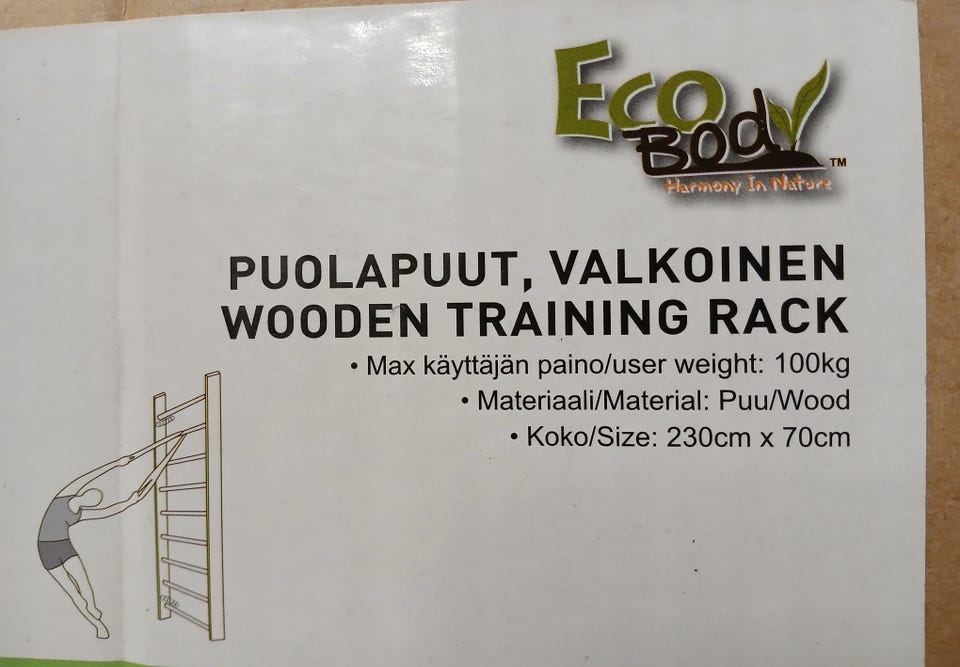 Eco
Body™
Harmony In Nature
PUOLAPUUT, VALKOINEN
WOODEN TRAINING RACK
• Max käyttäjän paino/user weight: 100kg
• Materiaali/Material: Puu/Wood
• Koko/Size: 230cm x 70cm